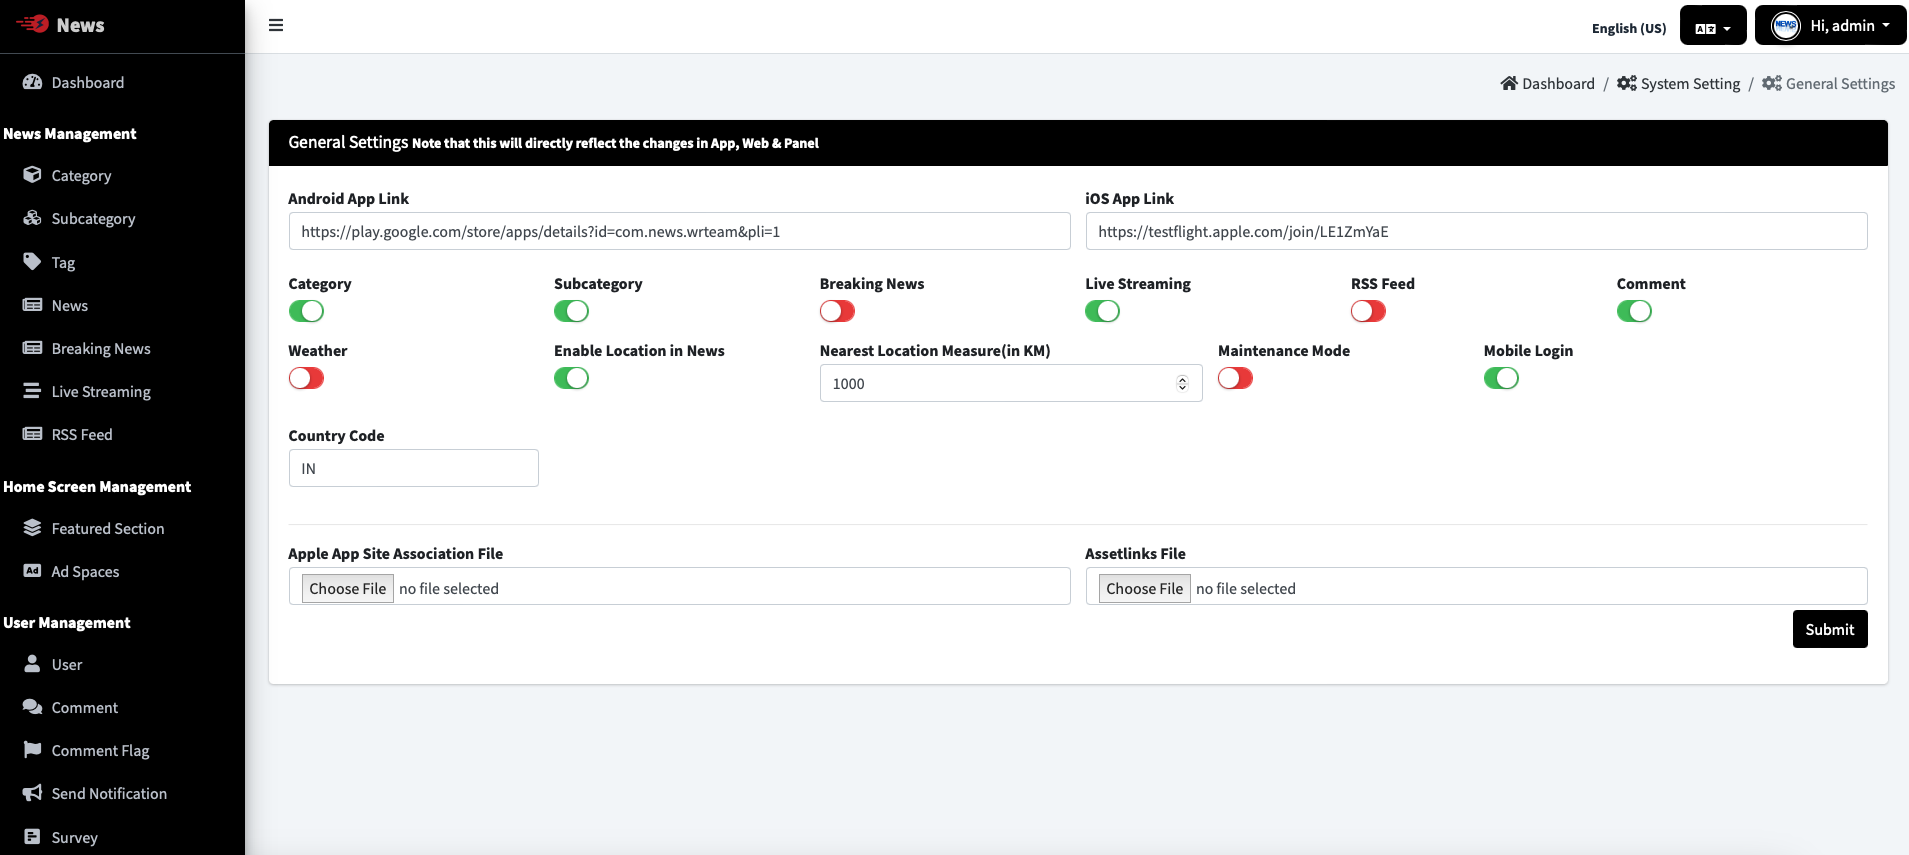 News
English (US)
Hi, admin
Dashboard
Dashboard / System Setting / General Settings
News Management
Category
Subcategory
Tag
News
Breaking News
Live Streaming
RSS Feed
Home Screen Management
Featured Section
Ad Spaces
User Management
User
Comment
Comment Flag
Send Notification
Survey
General Settings Note that this will directly reflect the changes in App, Web & Panel
Android App Link
https://play.google.com/store/apps/details?id=com.news.wrteam&pli=1
iOS App Link
https://testflight.apple.com/join/LE1ZmYaE
Category
Subcategory
Breaking News
Live Streaming
RSS Feed
Comment
Weather
Enable Location in News
Nearest Location Measure(in KM)
1000
Maintenance Mode
Mobile Login
Country Code
IN
Apple App Site Association File
Choose File no file selected
Assetlinks File
Choose File no file selected
Submit